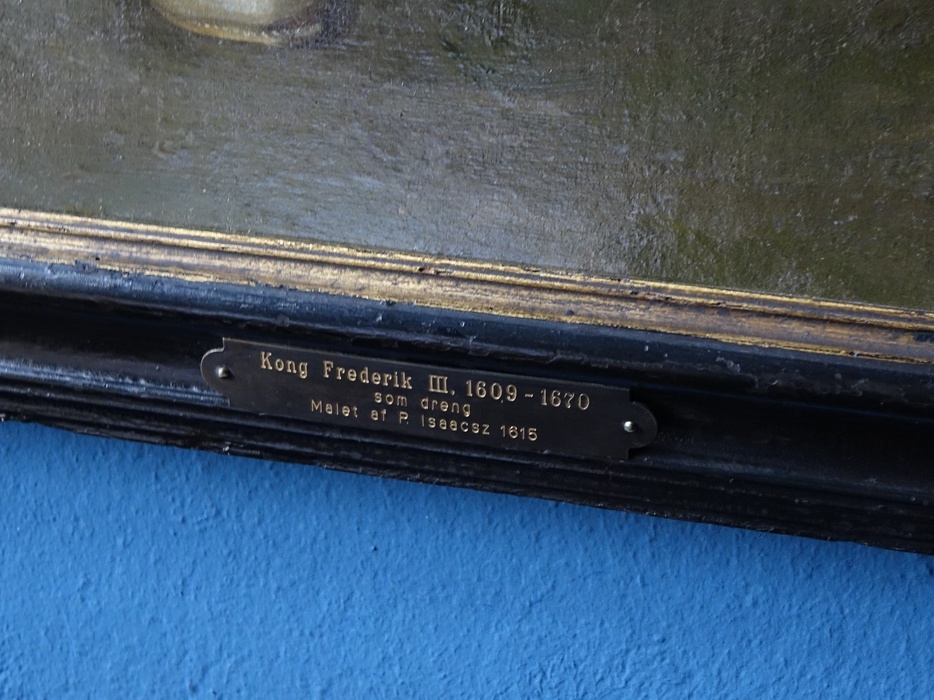 Kong Frederik III, 1609-1670
som dreng
Malet af P. Isaacsz 1615